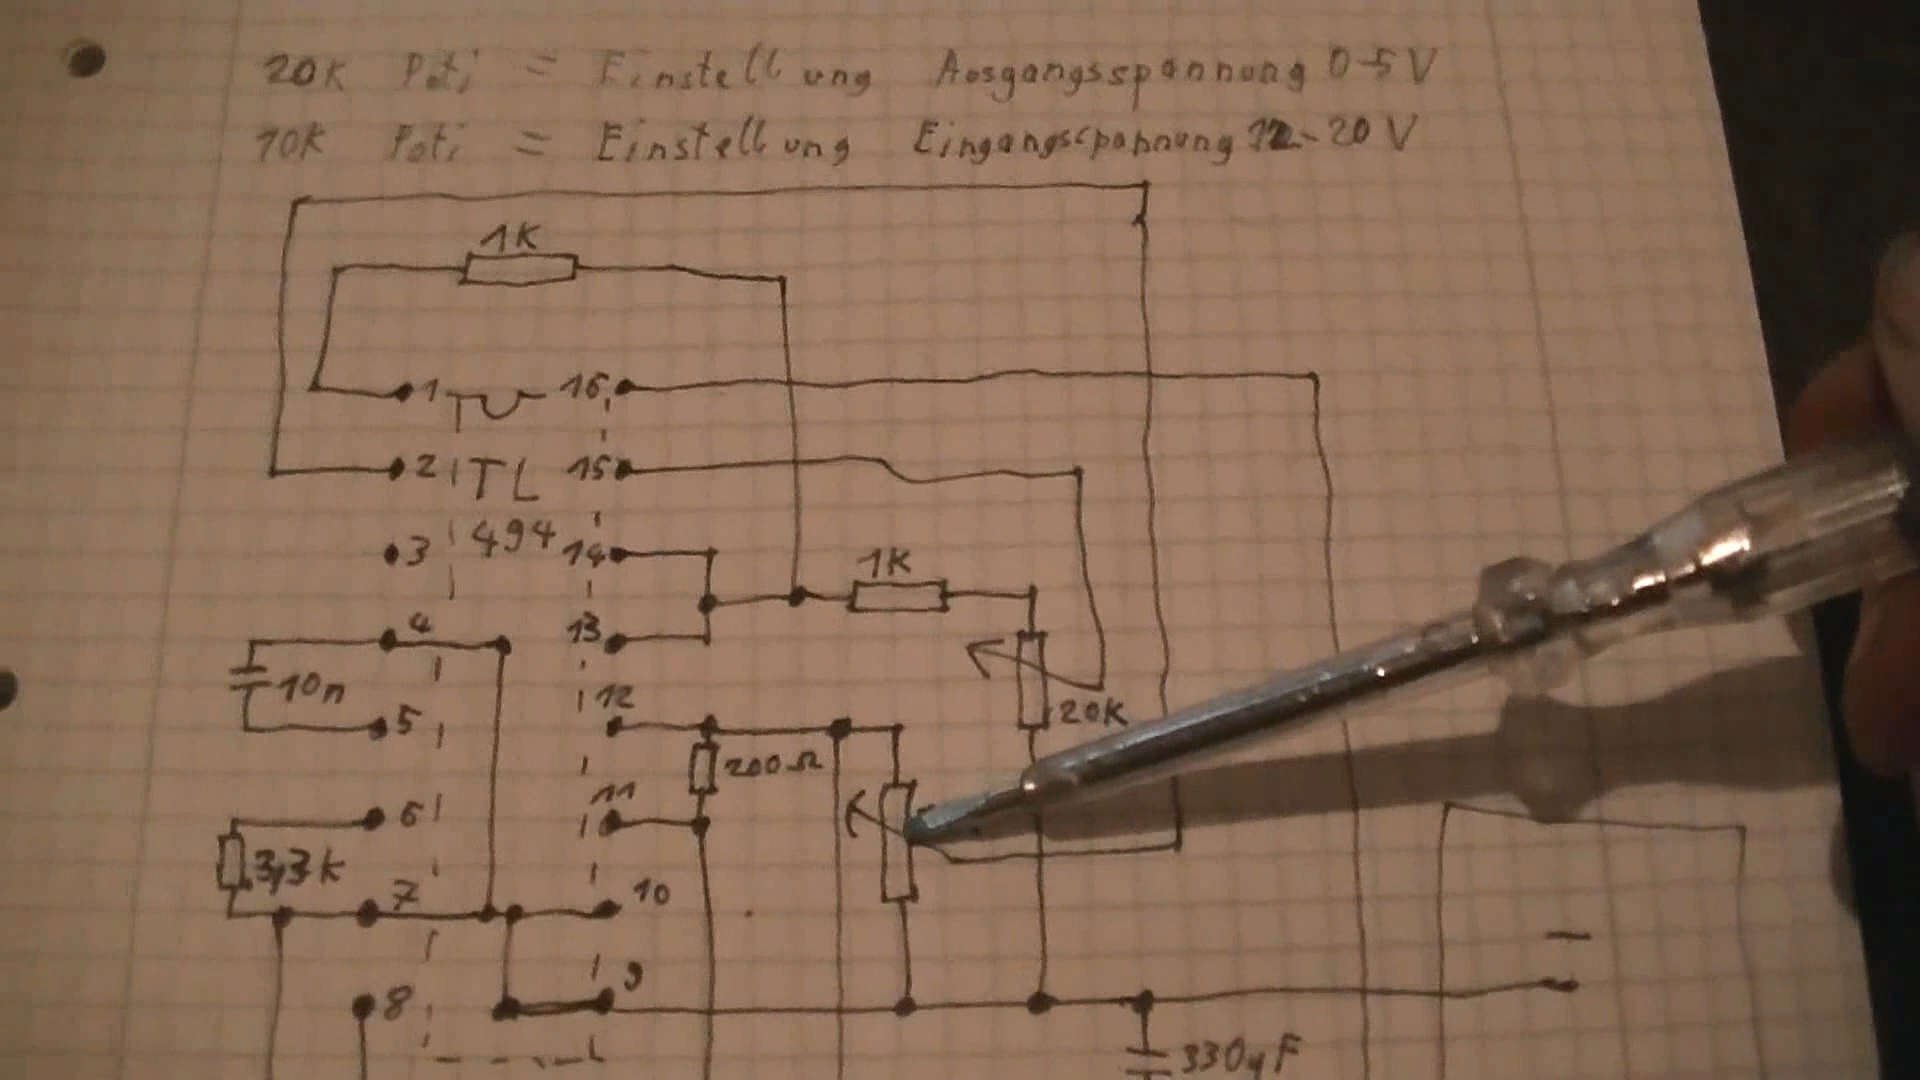 20K Poti = Einstellung Ausgangsspannung 0-5V
10K Poti = Einstellung Eingangsspannung 12-20V
1K
1 16
2 TL 15
3 494 14
1K
4 13
10n 12 20K
5
200Ω
11
6
3,3k
7 10
9
8
330µF